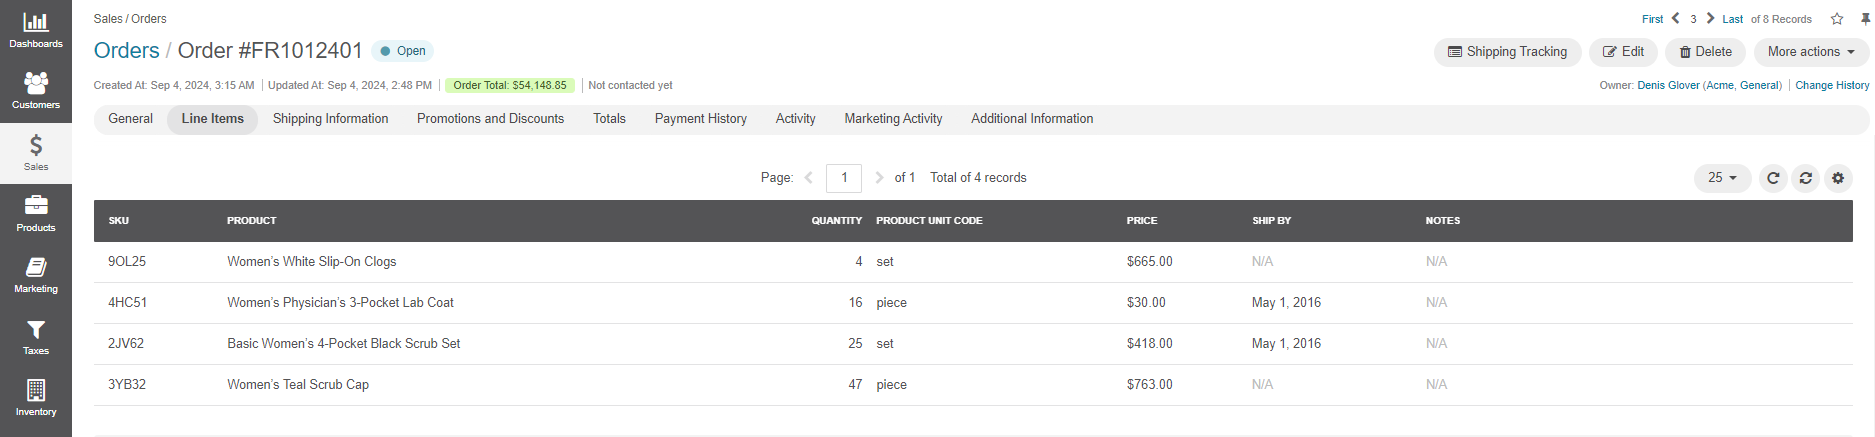 Dashboards
Customers
Sales
Products
Marketing
Taxes
Inventory
Sales / Orders
First 3 Last of 8 Records
Orders / Order #FR1012401 Open
Shipping Tracking Edit Delete More actions
Created At: Sep 4, 2024, 3:15 AM Updated At: Sep 4, 2024, 2:48 PM Order Total: $54,148.85 Not contacted yet
Owner: Denis Glover (Acme, General) Change History
General Line Items Shipping Information Promotions and Discounts Totals Payment History Activity Marketing Activity Additional Information
Page: 1 of 1 Total of 4 records 25
SKU PRODUCT QUANTITY PRODUCT UNIT CODE PRICE SHIP BY NOTES
9OL25 Women’s White Slip-On Clogs 4 set $665.00 N/A N/A
4HC51 Women’s Physician’s 3-Pocket Lab Coat 16 piece $30.00 May 1, 2016 N/A
2JV62 Basic Women’s 4-Pocket Black Scrub Set 25 set $418.00 May 1, 2016 N/A
3YB32 Women’s Teal Scrub Cap 47 piece $763.00 N/A N/A